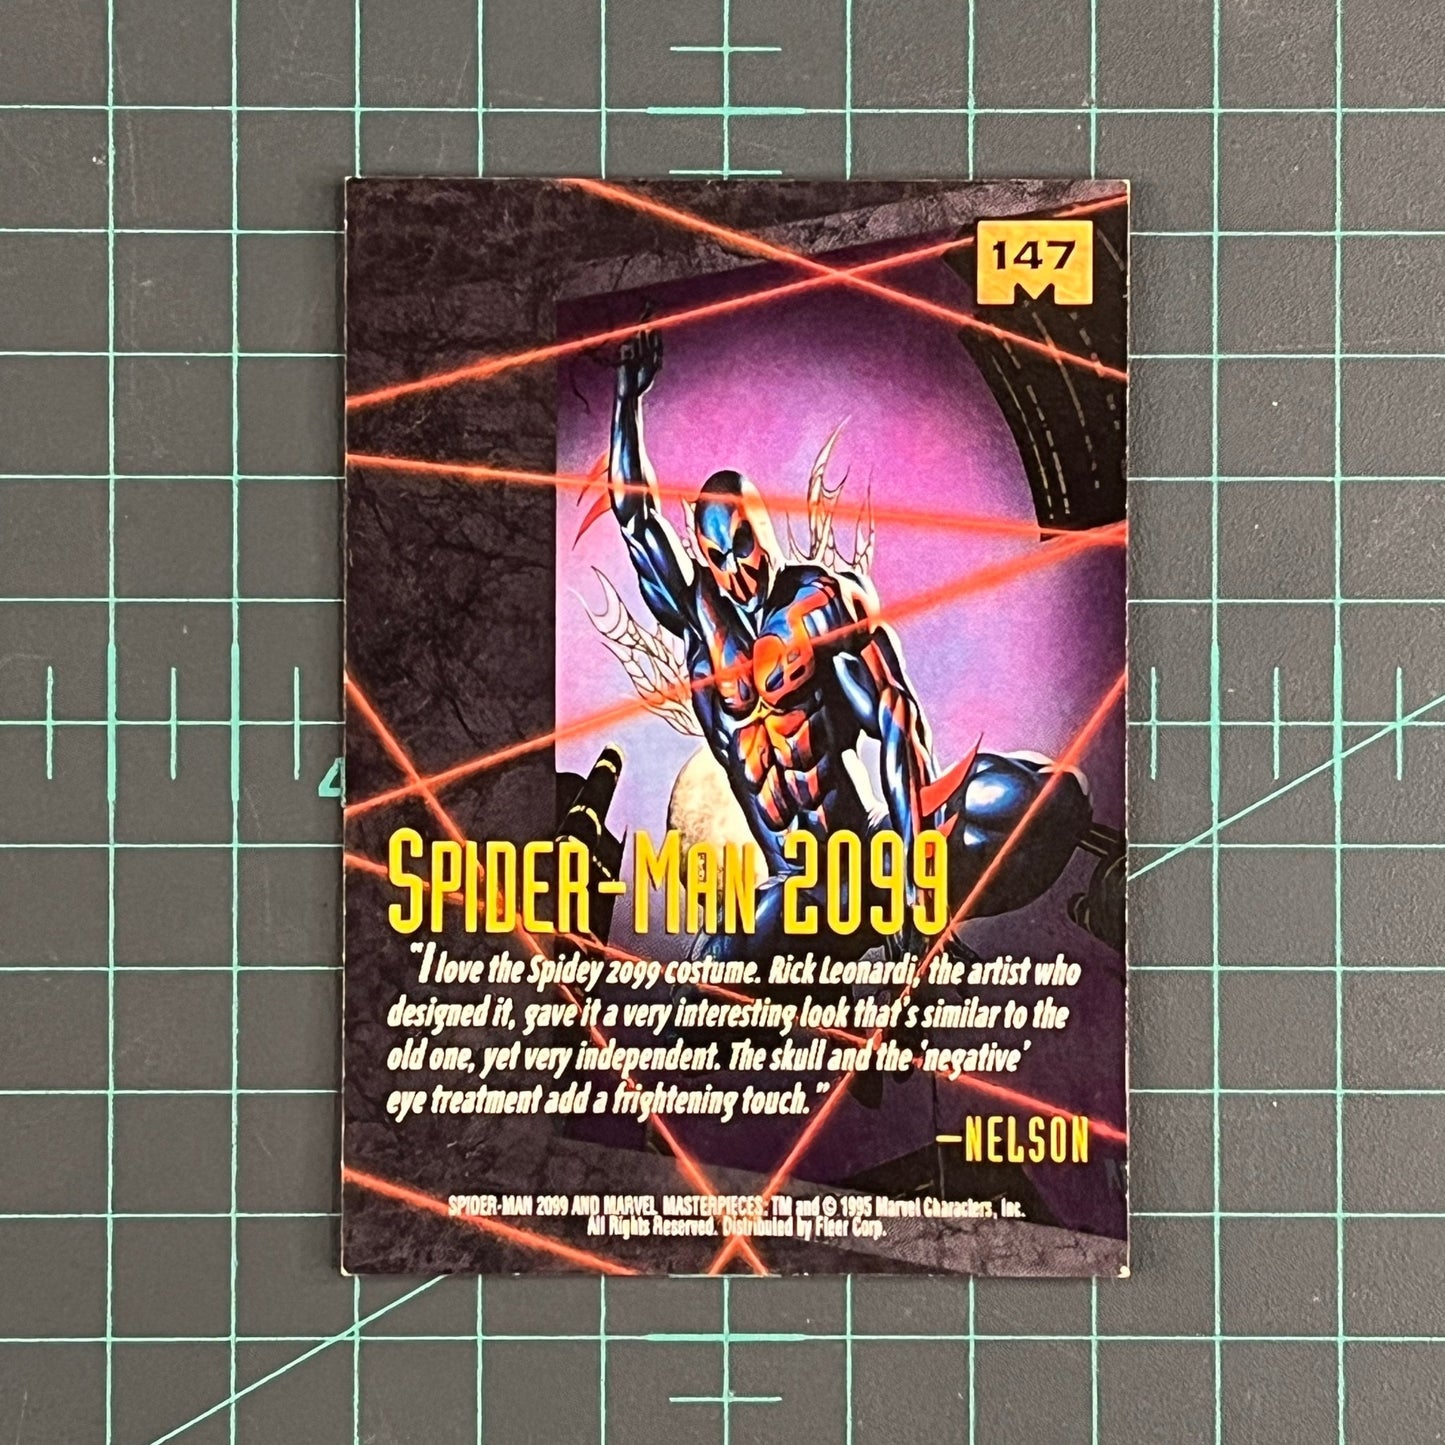 147
SPIDER-MAN 2099
"I love the Spidey 2099 costume. Rick Leonardi, the artist who
designed it, gave it a very interesting look that's similar to the
old one, yet very independent. The skull and the 'negative'
eye treatment add a frightening touch."
—NELSON
SPIDER-MAN 2099 AND MARVEL MASTERPIECES: TM and © 1995 Marvel Characters, Inc.
All Rights Reserved. Distributed by Fleer Corp.